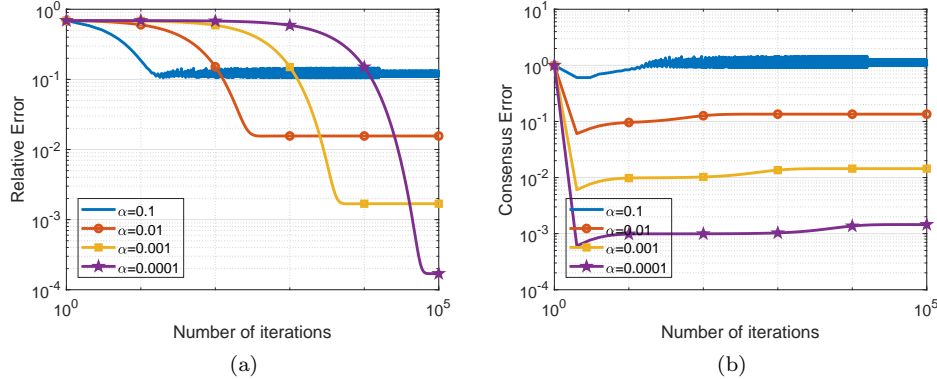 10^0
10^-1
10^-2
10^-3
10^-4
Relative Error
α=0.1
α=0.01
α=0.001
α=0.0001
10^0
10^5
Number of iterations
(a)
10^1
10^0
10^-1
10^-2
10^-3
10^-4
Consensus Error
α=0.1
α=0.01
α=0.001
α=0.0001
10^0
10^5
Number of iterations
(b)